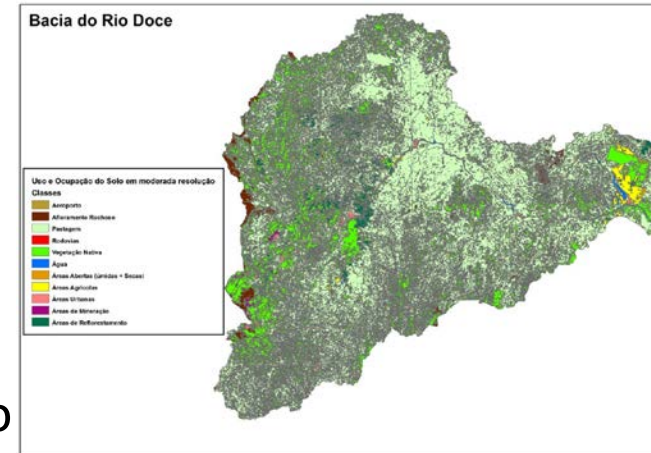 Bacia do Rio Doce
Uso e Ocupação do Solo em moderada resolução
Classes
Aeroporto
Afloramento Rochoso
Pastagem
Rodovias
Vegetação Nativa
Água
Áreas Abertas (Úmidas + Secas)
Áreas Agrícolas
Áreas Urbanas
Áreas de Mineração
Áreas de Reflorestamento
o